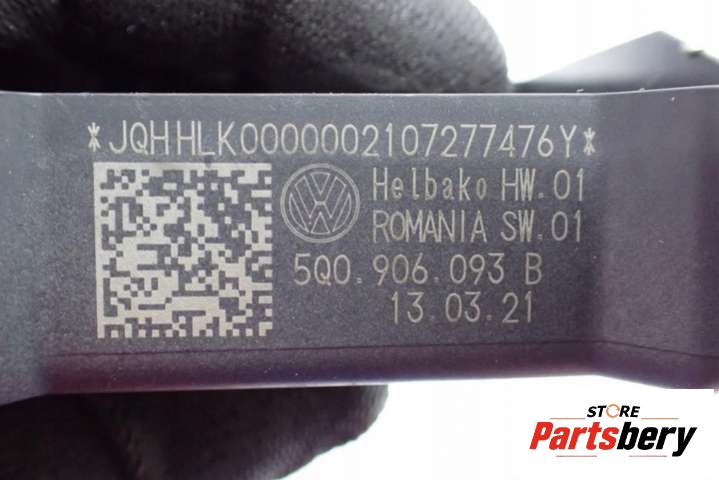 *JQHHLK0000002107277476Y*
Helbako HW.01
ROMANIA SW.01
5Q0.906.093 B
13.03.21
STORE
Partsbery